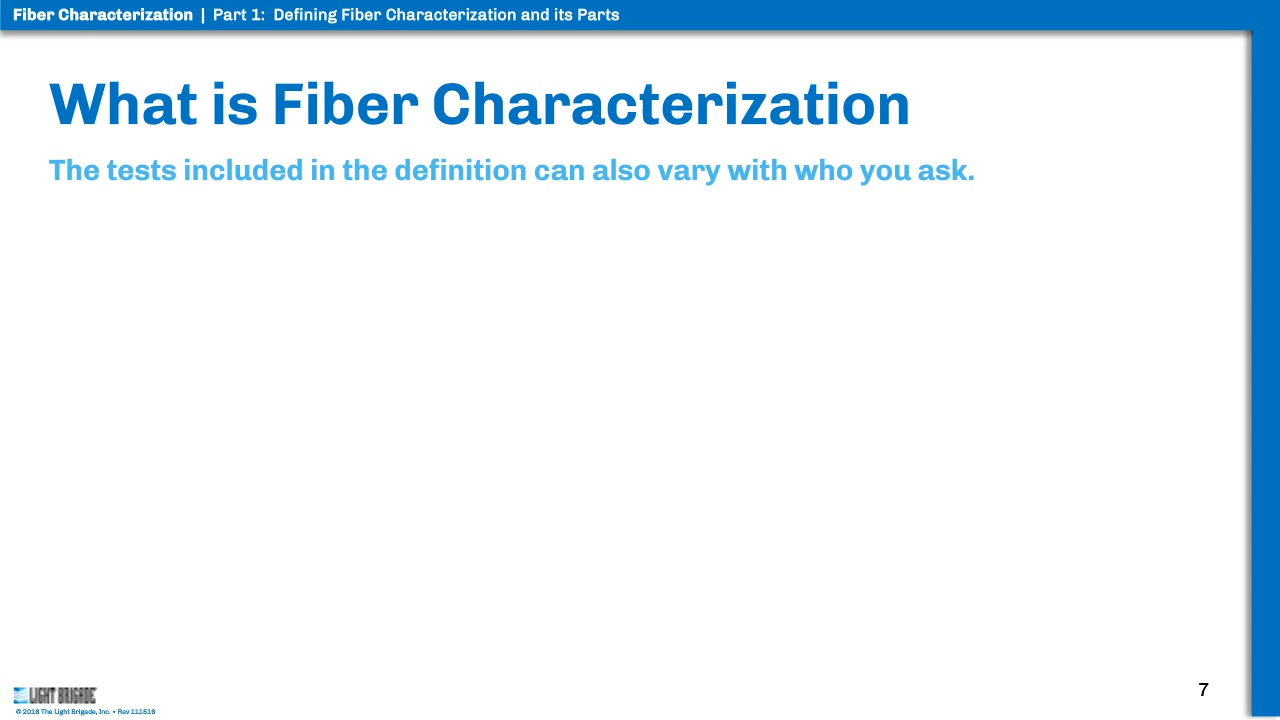 Fiber Characterization | Part 1: Defining Fiber Characterization and its Parts
What is Fiber Characterization
The tests included in the definition can also vary with who you ask.
7
LIGHT BRIGADE
© 2018 The Light Brigade, Inc. • Rev 111518